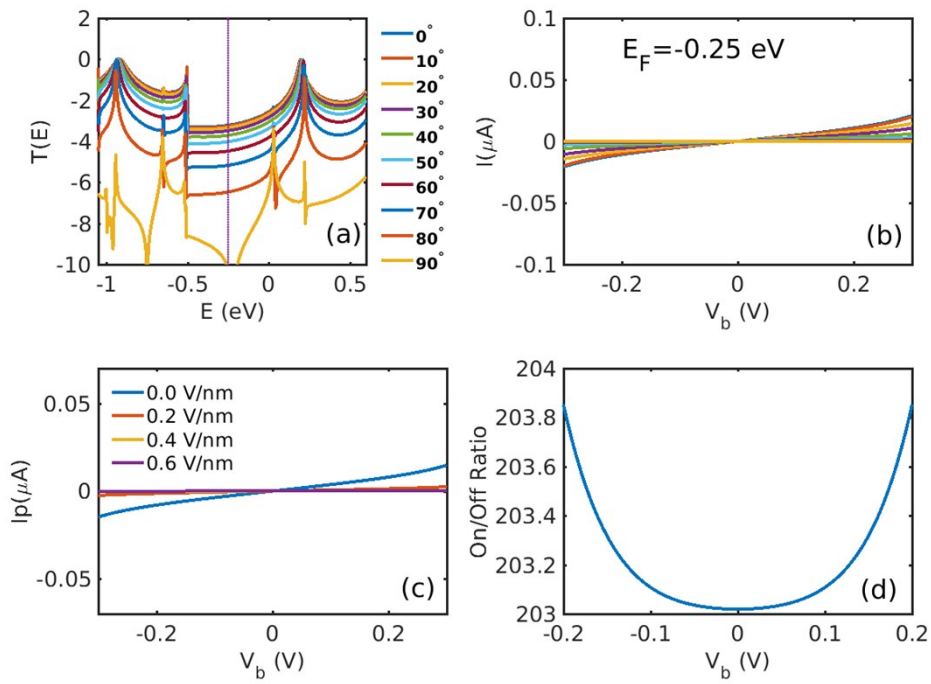 2
0
-2
-4
-6
-8
-10
T(E)
-1
-0.5
0
0.5
E (eV)
(a)
0°
10°
20°
30°
40°
50°
60°
70°
80°
90°
0.1
0.05
0
-0.05
-0.1
I(μA)
E_F=-0.25 eV
(b)
-0.2
0
0.2
V_b (V)
0.05
0
-0.05
Ip(μA)
0.0 V/nm
0.2 V/nm
0.4 V/nm
0.6 V/nm
(c)
-0.2
0
0.2
V_b (V)
204
203.8
203.6
203.4
203.2
203
On/Off Ratio
(d)
-0.2
-0.1
0
0.1
0.2
V_b (V)